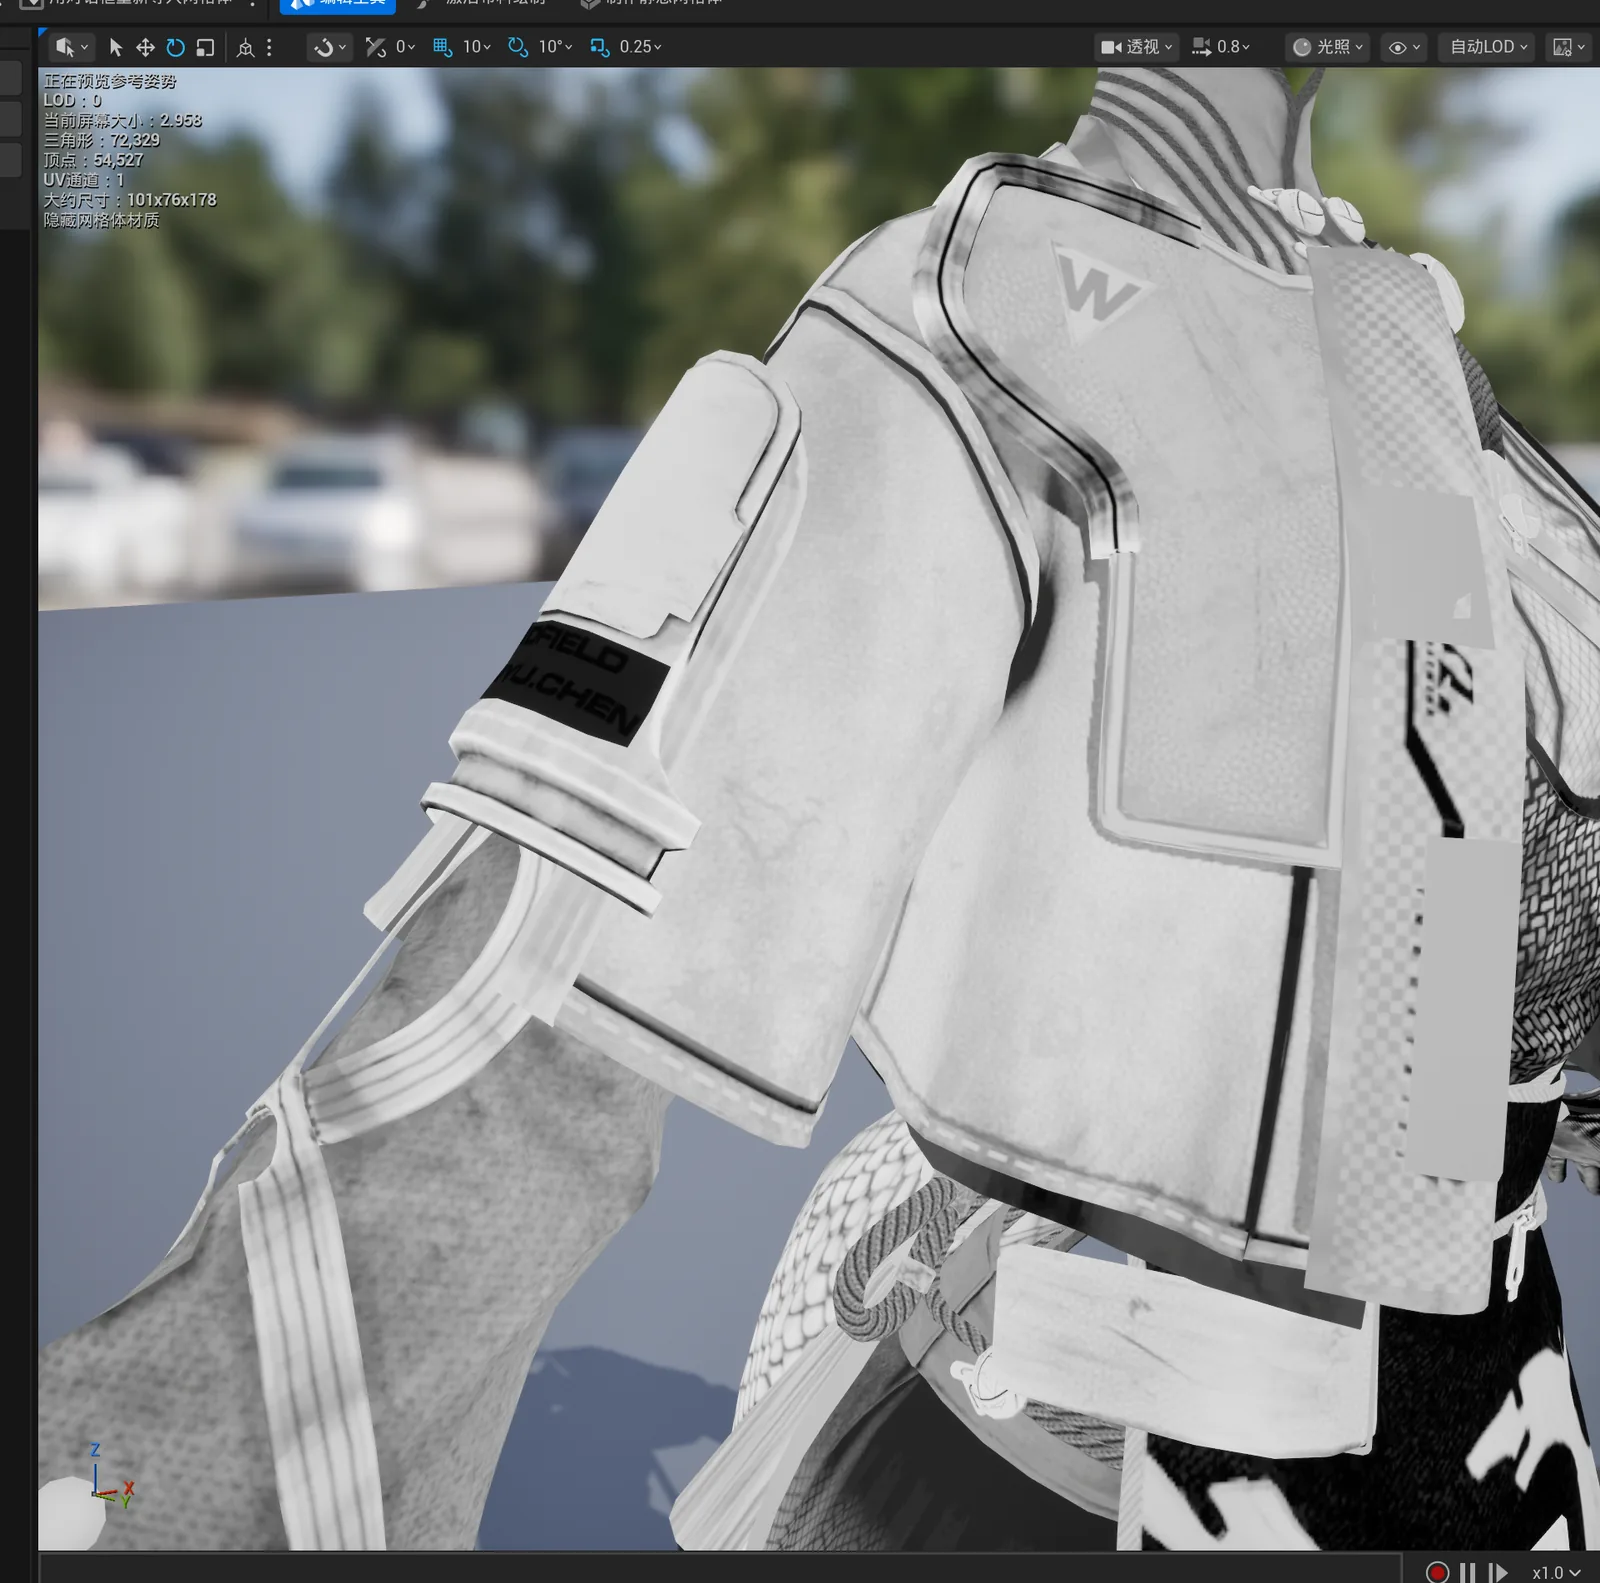 0
10
10°
0.25
透视
0.8
光照
自动LOD
正在预览参考姿势
LOD：0
当前屏幕大小：2.958
三角形：72,329
顶点：54,527
UV通道：1
大约尺寸：101x76x178
隐藏网格体材质
W
FIELD
U.CHEN
Z
X
Y
x1.0